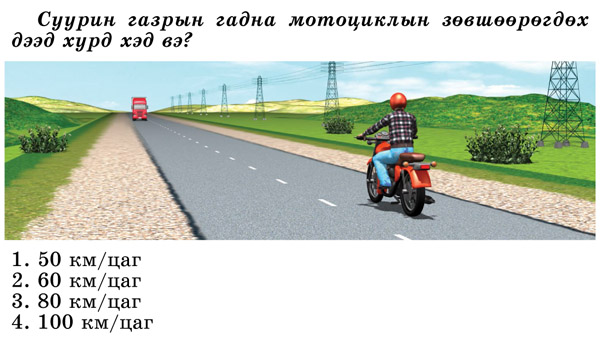 Суурин газрын гадна мотоциклын зөвшөөрөгдөх
дээд хурд хэд вэ?
1. 50 км/цаг
2. 60 км/цаг
3. 80 км/цаг
4. 100 км/цаг